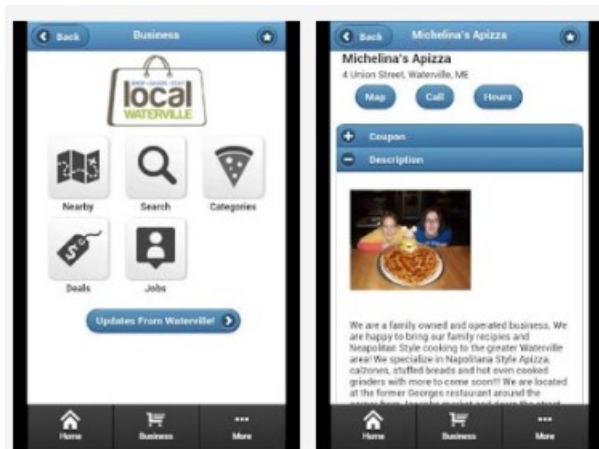 Back
Business
SHOP LOCAL STAY
local
WATERVILLE
Nearby
Search
Categories
Deals
Jobs
Updates From Waterville!
Home
Business
More
Back
Michelina's Apizza
Michelina's Apizza
4 Union Street, Waterville, ME
Map
Call
Hours
Coupon
Description
We are a family owned and operated business. We
are happy to bring our family recipies and
Neapolitan Style cooking to the greater Waterville
area! We specialize in Napolitana Style Apizza,
calzones, stuffed breads and hot oven cooked
grinders with more to come soon!!! We are located
at the former Georges restaurant around the
Home
Business
More